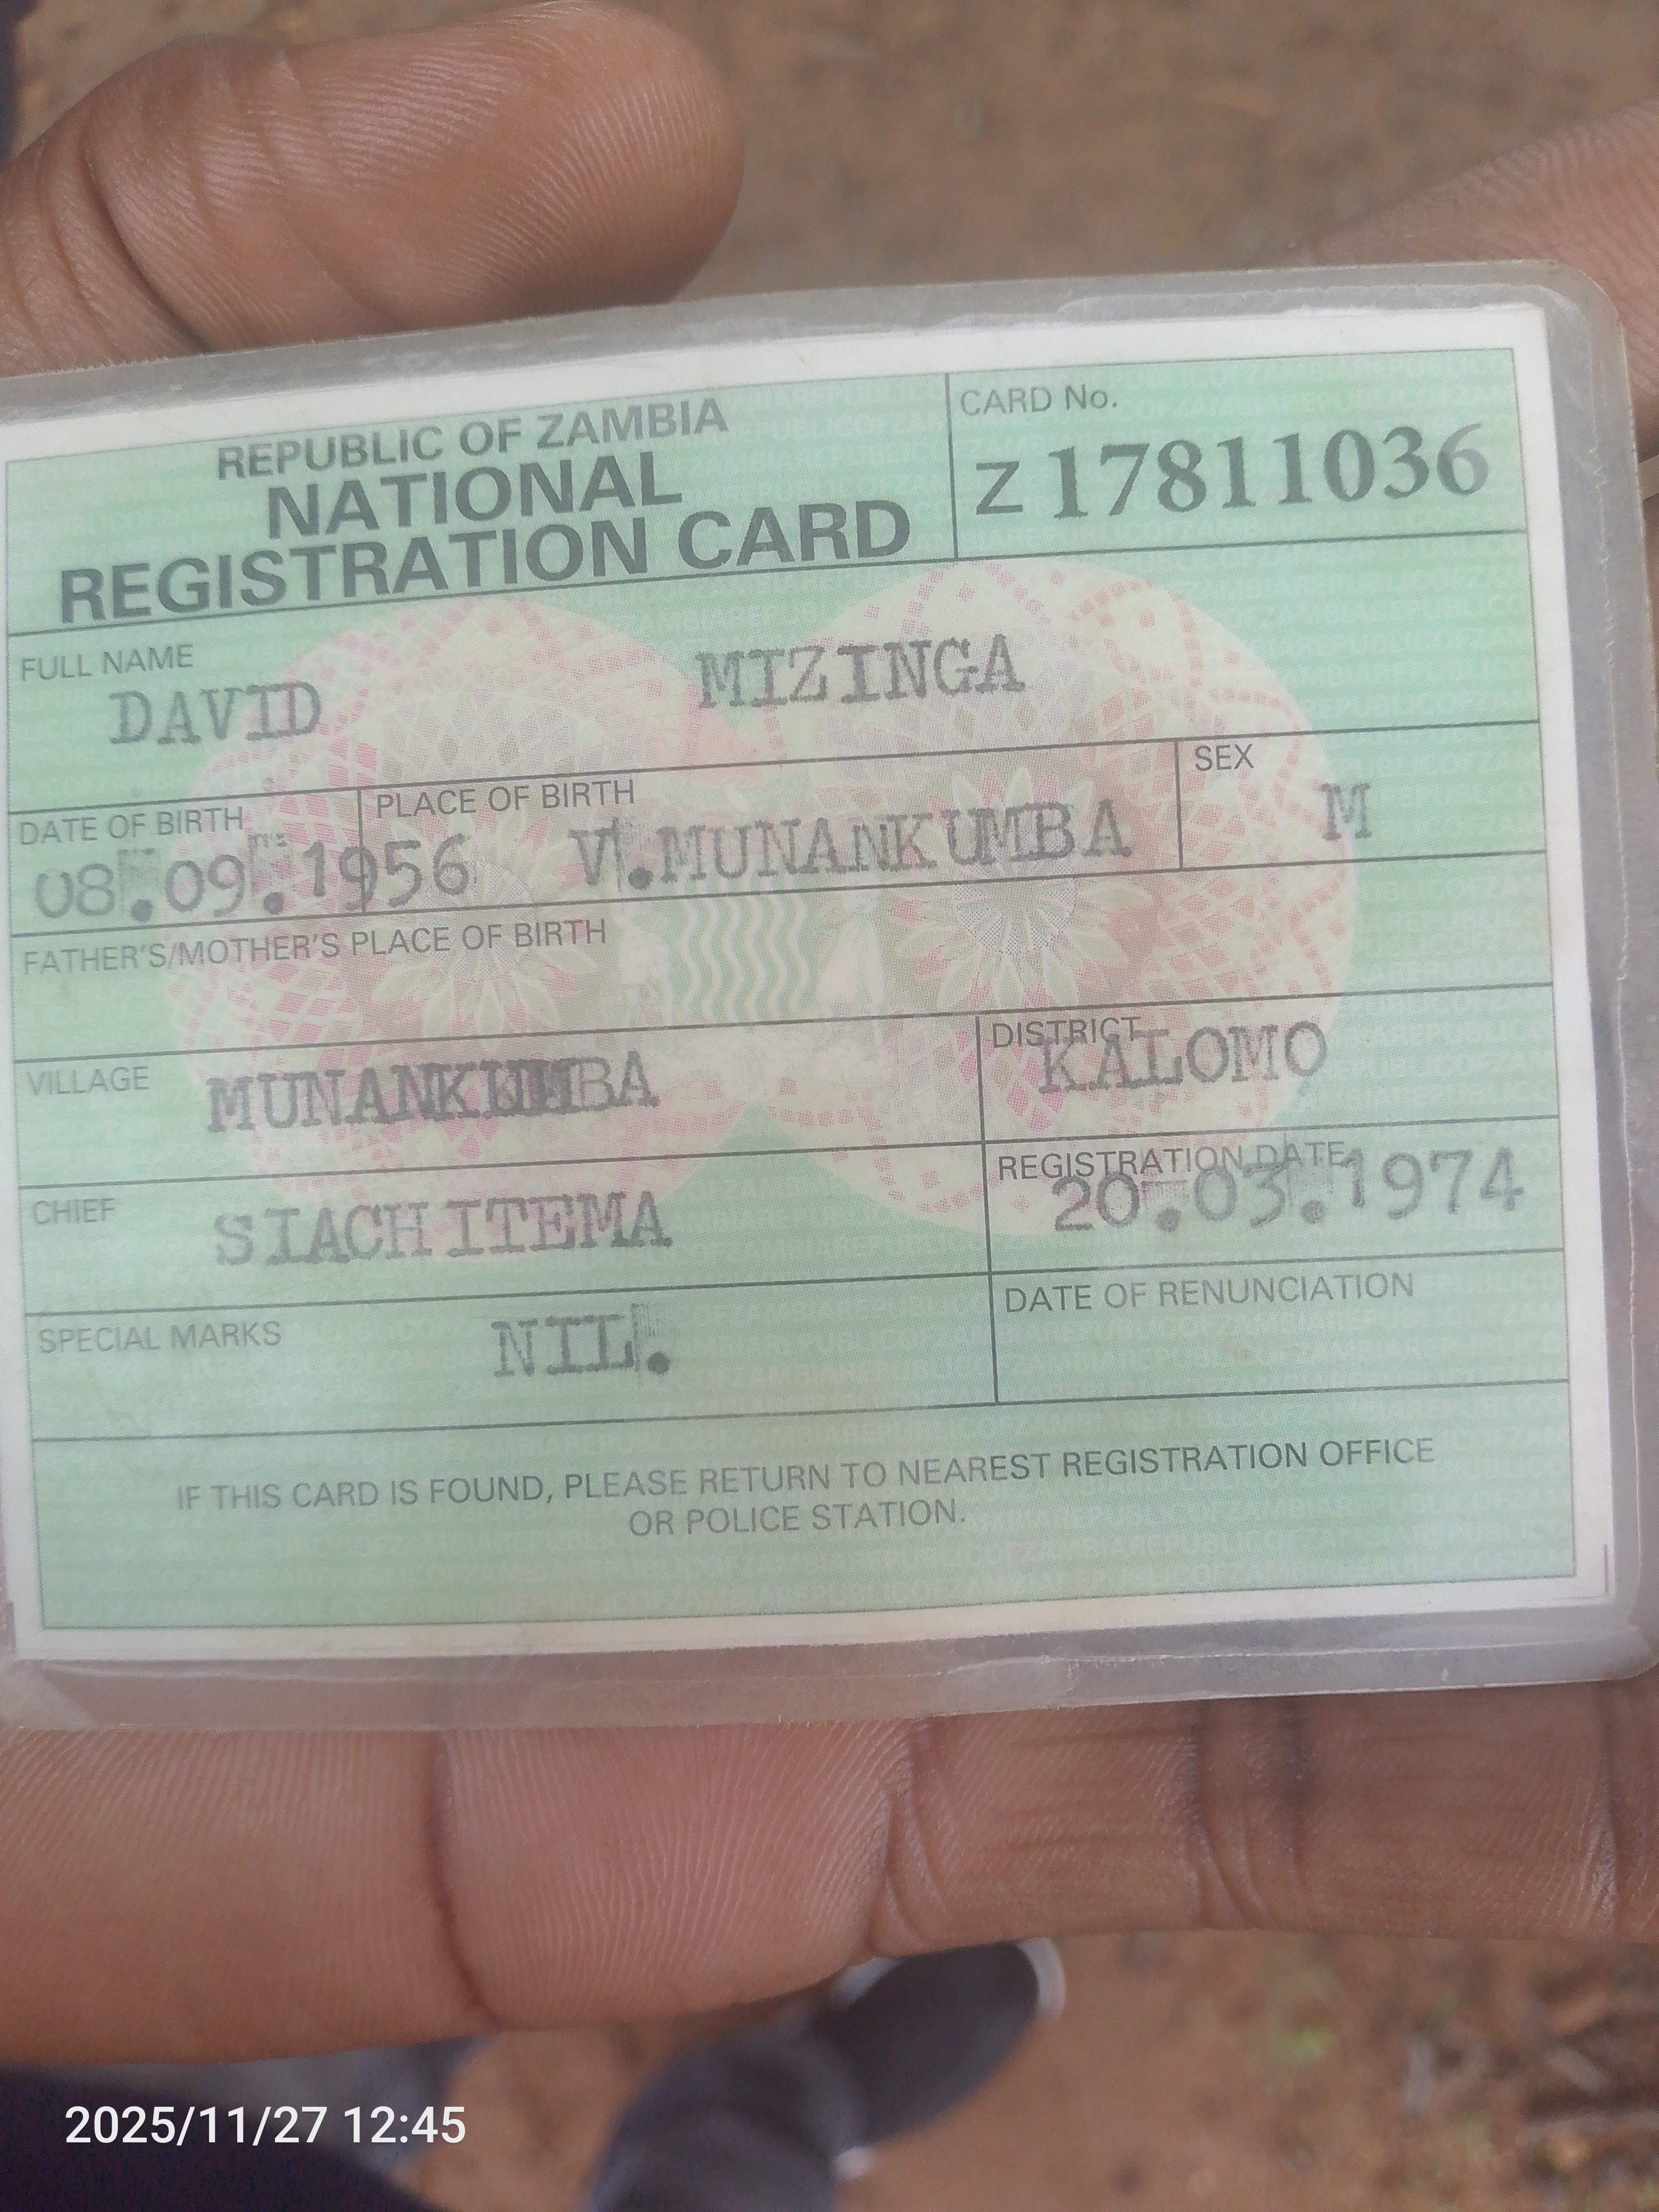 REPUBLIC OF ZAMBIA
NATIONAL
REGISTRATION CARD
CARD No.
Z 17811036
FULL NAME
DAVID MIZINGA
DATE OF BIRTH
08.09.1956
PLACE OF BIRTH
V.MUNANKUMBA
SEX
M
FATHER'S/MOTHER'S PLACE OF BIRTH
VILLAGE MUNANKUMBA
DISTRICT
KALOMO
CHIEF SIACHITEMA
REGISTRATION DATE
20.03.1974
SPECIAL MARKS NIL.
DATE OF RENUNCIATION
IF THIS CARD IS FOUND, PLEASE RETURN TO NEAREST REGISTRATION OFFICE
OR POLICE STATION.
2025/11/27 12:45